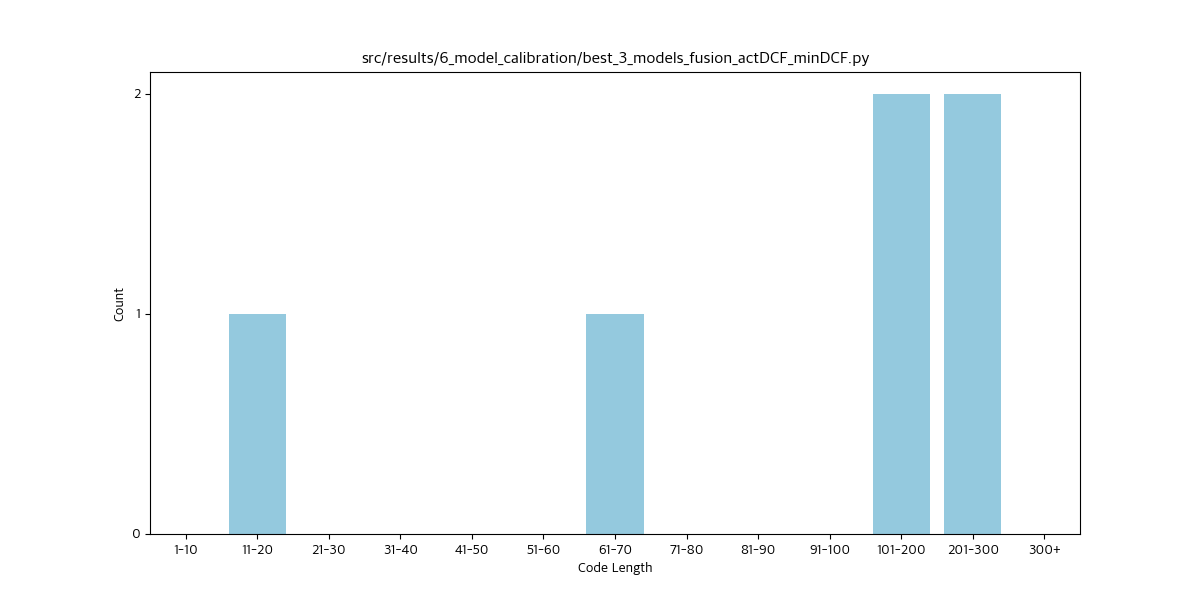 src/results/6_model_calibration/best_3_models_fusion_actDCF_minDCF.py
2
1
0
Count
1-10 11-20 21-30 31-40 41-50 51-60 61-70 71-80 81-90 91-100 101-200 201-300 300+
Code Length